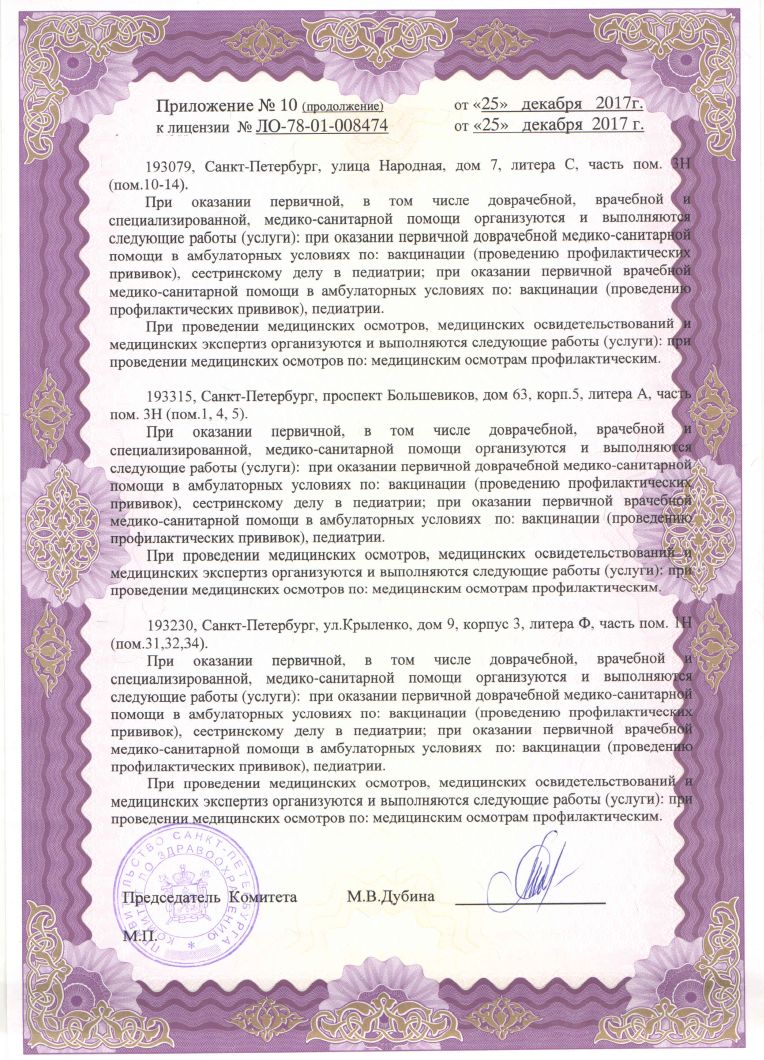 Приложение № 10 (продолжение) от «25» декабря 2017г.
к лицензии № ЛО-78-01-008474 от «25» декабря 2017 г.
193079, Санкт-Петербург, улица Народная, дом 7, литера С, часть пом. 3Н
(пом.10-14).
При оказании первичной, в том числе доврачебной, врачебной и
специализированной, медико-санитарной помощи организуются и выполняются
следующие работы (услуги): при оказании первичной доврачебной медико-санитарной
помощи в амбулаторных условиях по: вакцинации (проведению профилактических
прививок), сестринскому делу в педиатрии; при оказании первичной врачебной
медико-санитарной помощи в амбулаторных условиях по: вакцинации (проведению
профилактических прививок), педиатрии.
При проведении медицинских осмотров, медицинских освидетельствований и
медицинских экспертиз организуются и выполняются следующие работы (услуги): при
проведении медицинских осмотров по: медицинским осмотрам профилактическим.
193315, Санкт-Петербург, проспект Большевиков, дом 63, корп.5, литера А, часть
пом. 3Н (пом.1, 4, 5).
При оказании первичной, в том числе доврачебной, врачебной и
специализированной, медико-санитарной помощи организуются и выполняются
следующие работы (услуги): при оказании первичной доврачебной медико-санитарной
помощи в амбулаторных условиях по: вакцинации (проведению профилактических
прививок), сестринскому делу в педиатрии; при оказании первичной врачебной
медико-санитарной помощи в амбулаторных условиях по: вакцинации (проведению
профилактических прививок), педиатрии.
При проведении медицинских осмотров, медицинских освидетельствований и
медицинских экспертиз организуются и выполняются следующие работы (услуги): при
проведении медицинских осмотров по: медицинским осмотрам профилактическим.
193230, Санкт-Петербург, ул.Крыленко, дом 9, корпус 3, литера Ф, часть пом. 1Н
(пом.31,32,34).
При оказании первичной, в том числе доврачебной, врачебной и
специализированной, медико-санитарной помощи организуются и выполняются
следующие работы (услуги): при оказании первичной доврачебной медико-санитарной
помощи в амбулаторных условиях по: вакцинации (проведению профилактических
прививок), сестринскому делу в педиатрии; при оказании первичной врачебной
медико-санитарной помощи в амбулаторных условиях по: вакцинации (проведению
профилактических прививок), педиатрии.
При проведении медицинских осмотров, медицинских освидетельствований и
медицинских экспертиз организуются и выполняются следующие работы (услуги): при
проведении медицинских осмотров по: медицинским осмотрам профилактическим.
ПРАВИТЕЛЬСТВО САНКТ-ПЕТЕРБУРГА
КОМИТЕТ ПО ЗДРАВООХРАНЕНИЮ *
Председатель Комитета М.В.Дубина
М.П.